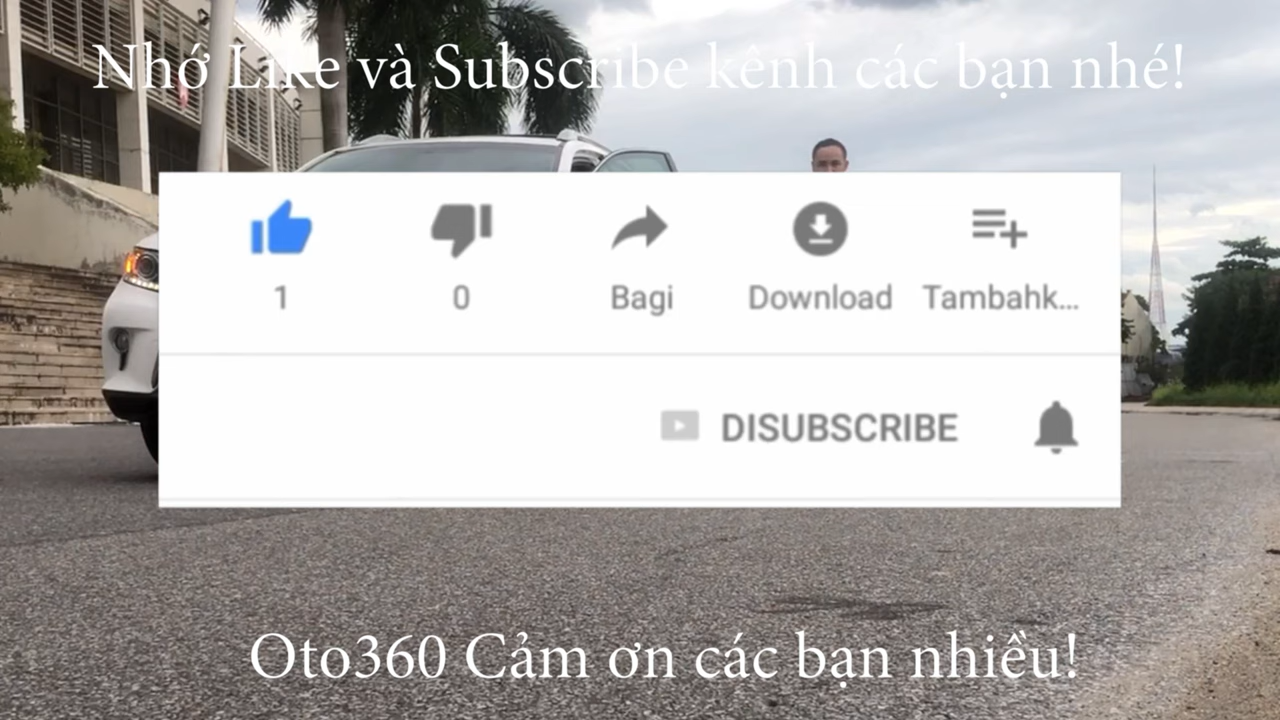 Nhớ Like và Subscribe kênh các bạn nhé!
1 0 Bagi Download Tambahk...
DISUBSCRIBE
Oto360 Cảm ơn các bạn nhiều!